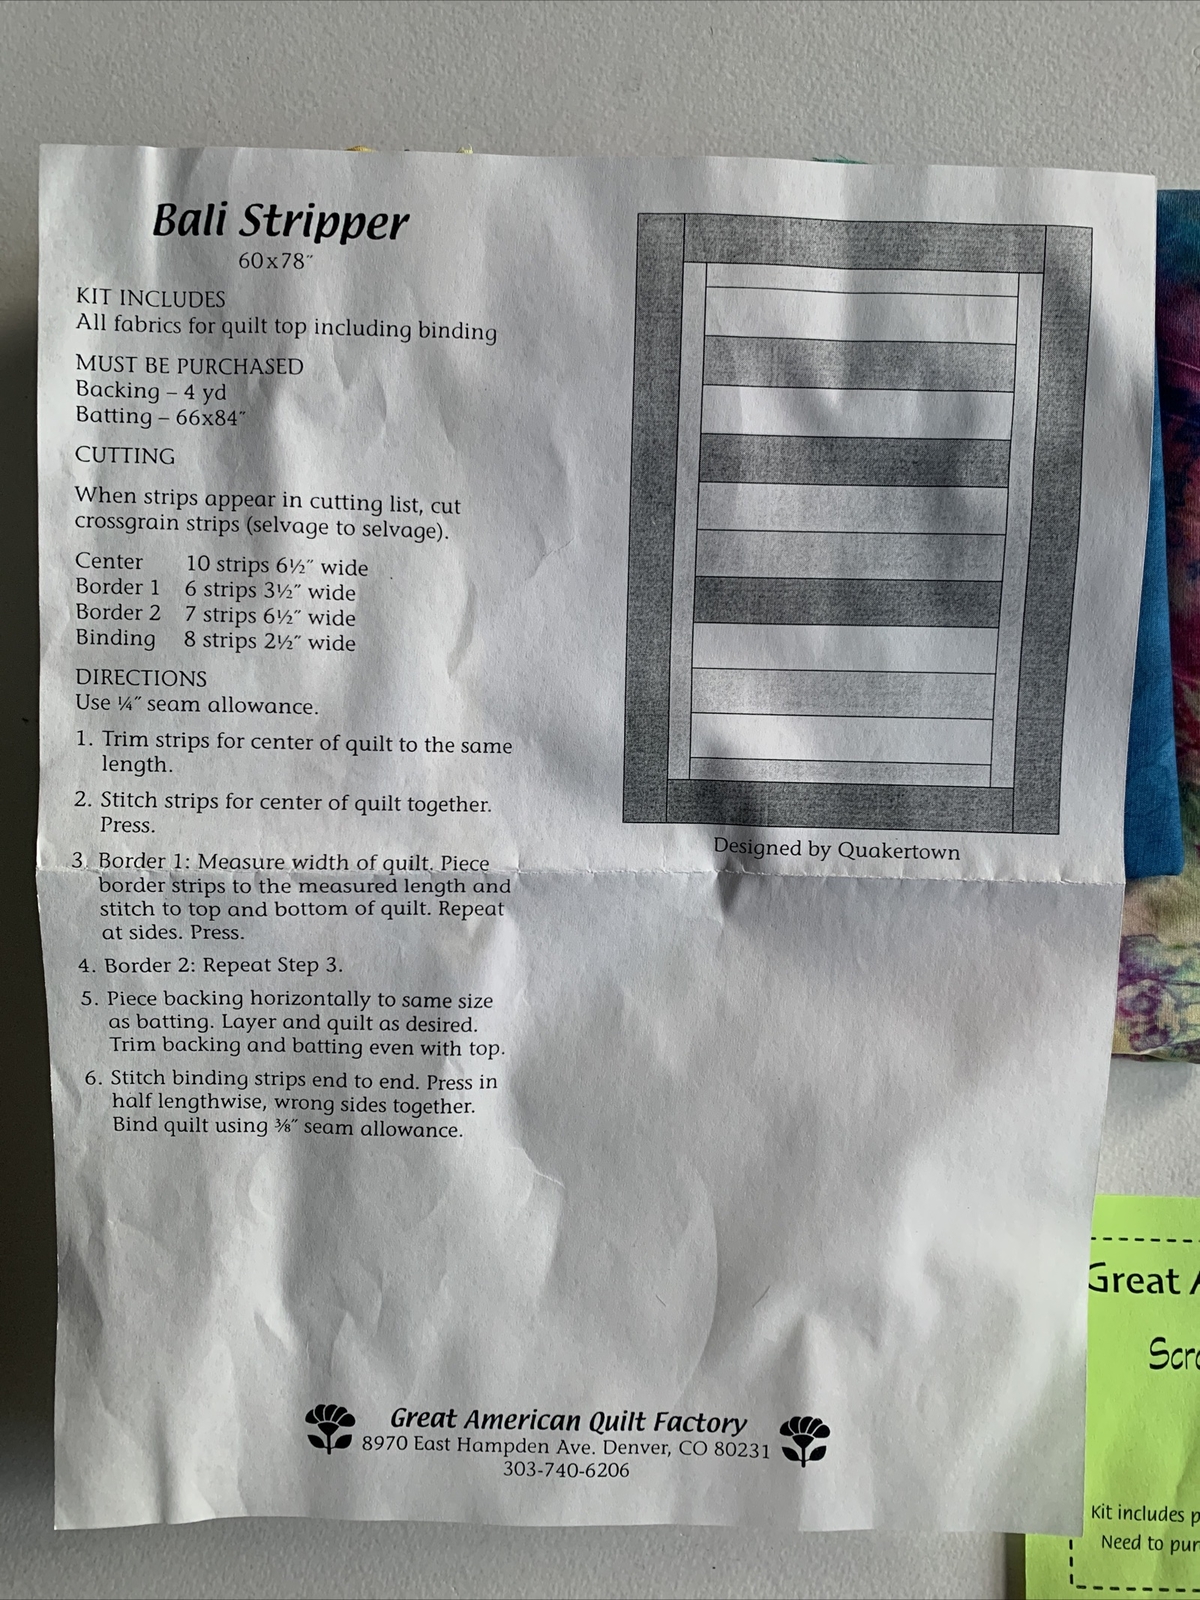 Bali Stripper
60x78"
KIT INCLUDES
All fabrics for quilt top including binding
MUST BE PURCHASED
Backing – 4 yd
Batting – 66x84"
CUTTING
When strips appear in cutting list, cut
crossgrain strips (selvage to selvage).
Center 10 strips 6½" wide
Border 1 6 strips 3½" wide
Border 2 7 strips 6½" wide
Binding 8 strips 2½" wide
DIRECTIONS
Use ¼" seam allowance.
1. Trim strips for center of quilt to the same
length.
2. Stitch strips for center of quilt together.
Press.
3. Border 1: Measure width of quilt. Piece
border strips to the measured length and
stitch to top and bottom of quilt. Repeat
at sides. Press.
4. Border 2: Repeat Step 3.
5. Piece backing horizontally to same size
as batting. Layer and quilt as desired.
Trim backing and batting even with top.
6. Stitch binding strips end to end. Press in
half lengthwise, wrong sides together.
Bind quilt using ⅜" seam allowance.
Designed by Quakertown
Great American Quilt Factory
8970 East Hampden Ave. Denver, CO 80231
303-740-6206
Great
Kit includes
Need to